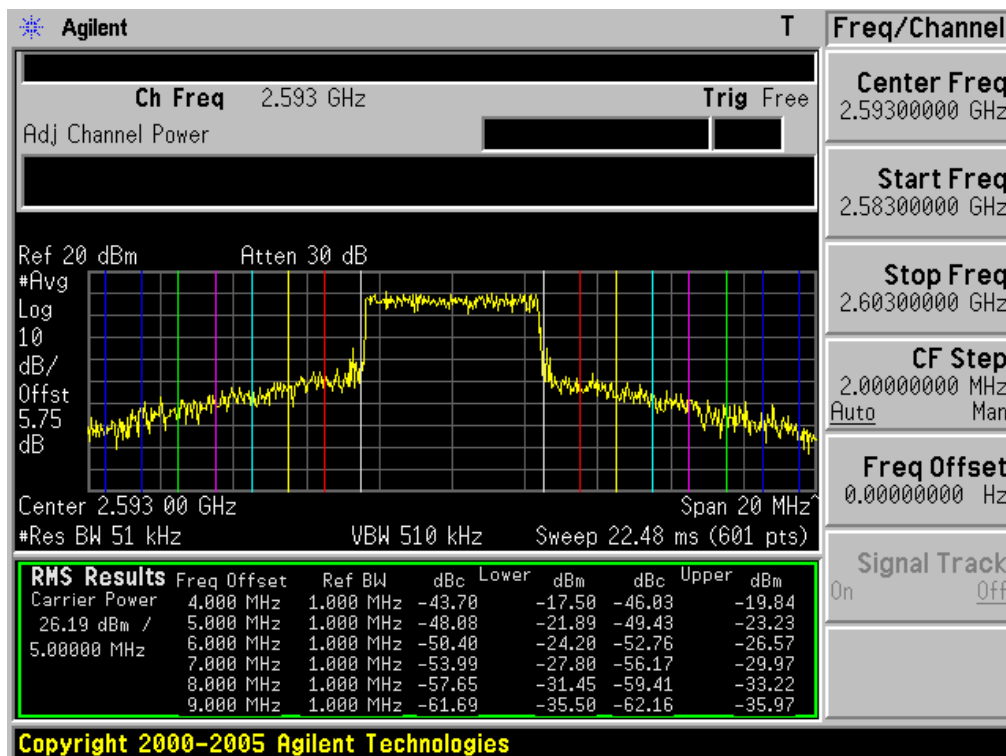 Agilent T
Ch Freq 2.593 GHz Trig Free
Adj Channel Power
Ref 20 dBm Atten 30 dB
#Avg
Log
10
dB/
Offst
5.75
dB
Center 2.593 00 GHz Span 20 MHz^
#Res BW 51 kHz VBW 510 kHz Sweep 22.48 ms (601 pts)
RMS Results Freq Offset Ref BW dBc Lower dBm dBc Upper dBm
Carrier Power 4.000 MHz 1.000 MHz -43.70 -17.50 -46.03 -19.84
26.19 dBm / 5.000 MHz 1.000 MHz -48.08 -21.89 -49.43 -23.23
5.00000 MHz 6.000 MHz 1.000 MHz -50.40 -24.20 -52.76 -26.57
7.000 MHz 1.000 MHz -53.99 -27.80 -56.17 -29.97
8.000 MHz 1.000 MHz -57.65 -31.45 -59.41 -33.22
9.000 MHz 1.000 MHz -61.69 -35.50 -62.16 -35.97
Copyright 2000-2005 Agilent Technologies
Freq/Channel
Center Freq
2.59300000 GHz
Start Freq
2.58300000 GHz
Stop Freq
2.60300000 GHz
CF Step
2.00000000 MHz
Auto Man
Freq Offset
0.00000000 Hz
Signal Track
On Off